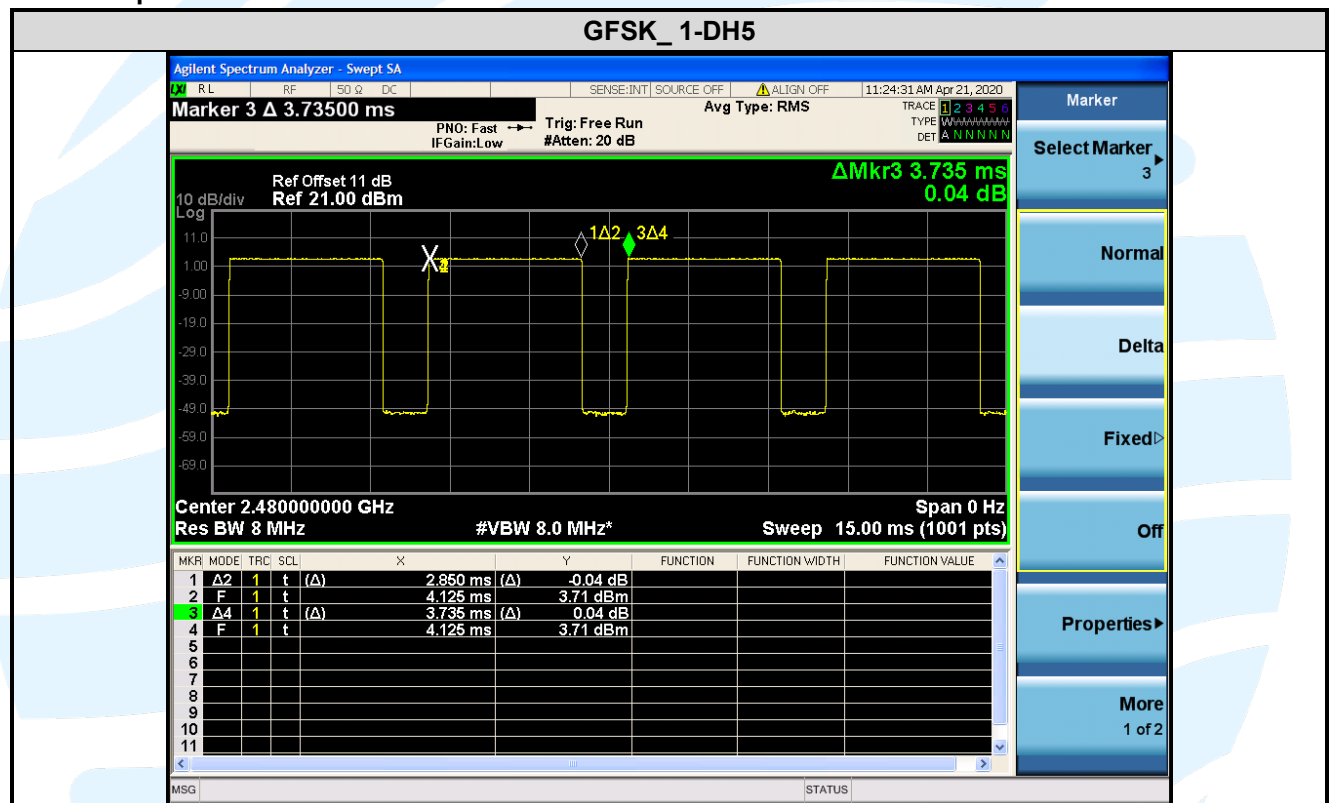 GFSK_ 1-DH5
Agilent Spectrum Analyzer - Swept SA
LXI RL RF 50 Ω DC SENSE:INT SOURCE OFF ALIGN OFF 11:24:31 AM Apr 21, 2020
Marker 3 Δ 3.73500 ms
PNO: Fast
IFGain:Low
Trig: Free Run
#Atten: 20 dB
Avg Type: RMS
TRACE 1 2 3 4 5 6
TYPE
DET A N N N N N
ΔMkr3 3.735 ms
0.04 dB
Ref Offset 11 dB
10 dB/div Ref 21.00 dBm
Log
11.0
1.00
-9.00
-19.0
-29.0
-39.0
-49.0
-59.0
-69.0
1Δ2 3Δ4
Center 2.480000000 GHz Span 0 Hz
Res BW 8 MHz #VBW 8.0 MHz* Sweep 15.00 ms (1001 pts)
MKR MODE TRC SCL X Y FUNCTION FUNCTION WIDTH FUNCTION VALUE
1 Δ2 1 t (Δ) 2.850 ms (Δ) -0.04 dB
2 F 1 t 4.125 ms 3.71 dBm
3 Δ4 1 t (Δ) 3.735 ms (Δ) 0.04 dB
4 F 1 t 4.125 ms 3.71 dBm
5
6
7
8
9
10
11
MSG STATUS
Marker
Select Marker
3
Normal
Delta
Fixed
Off
Properties
More
1 of 2